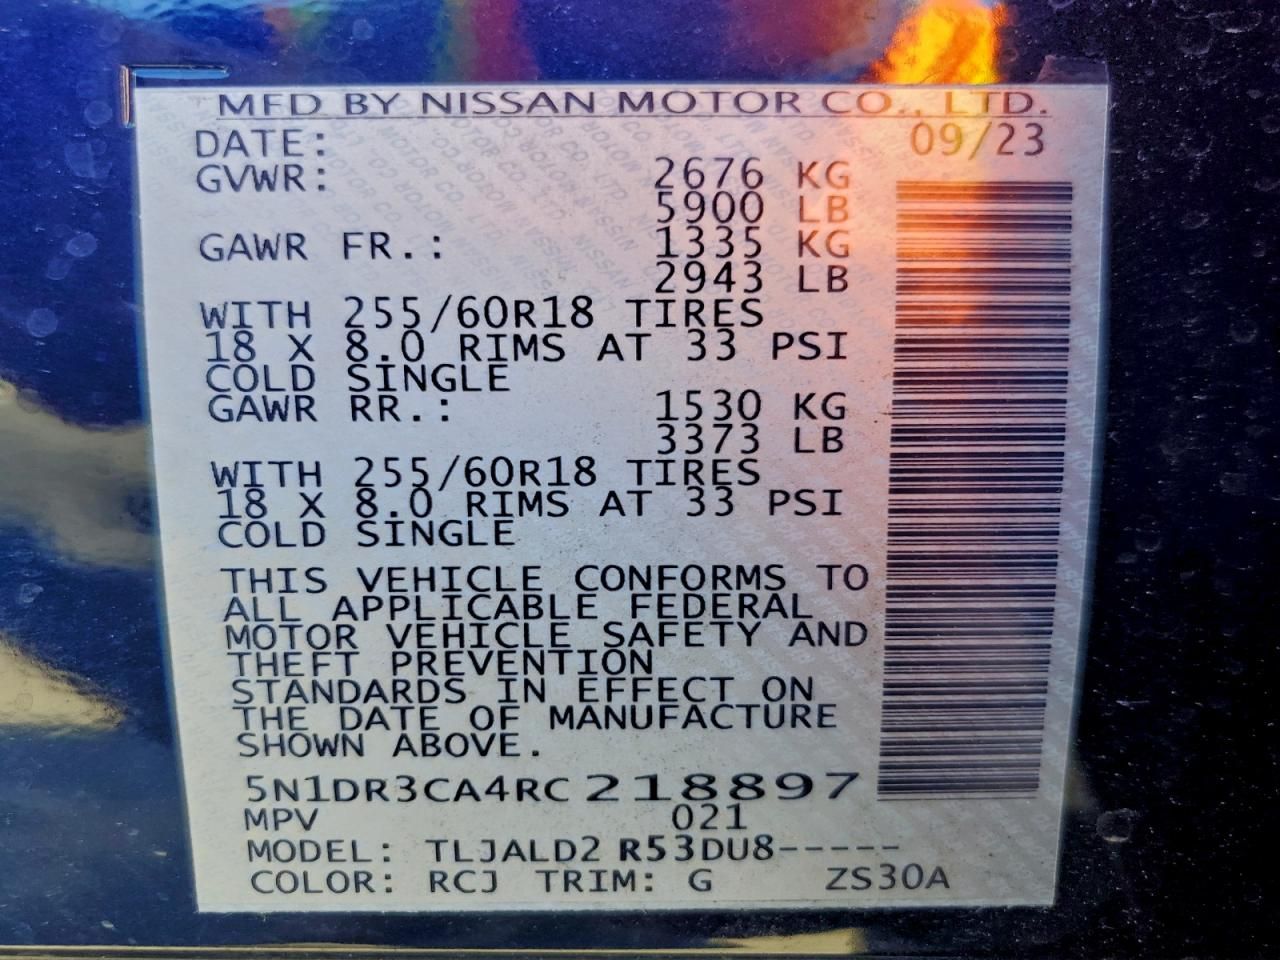 MFD BY NISSAN MOTOR CO., LTD.
DATE: 09/23
GVWR: 2676 KG
5900 LB
GAWR FR.: 1335 KG
2943 LB
WITH 255/60R18 TIRES
18 X 8.0 RIMS AT 33 PSI
COLD SINGLE
GAWR RR.: 1530 KG
3373 LB
WITH 255/60R18 TIRES
18 X 8.0 RIMS AT 33 PSI
COLD SINGLE
THIS VEHICLE CONFORMS TO
ALL APPLICABLE FEDERAL
MOTOR VEHICLE SAFETY AND
THEFT PREVENTION
STANDARDS IN EFFECT ON
THE DATE OF MANUFACTURE
SHOWN ABOVE.
5N1DR3CA4RC218897
MPV 021
MODEL: TLJALD2 R53DU8-----
COLOR: RCJ TRIM: G ZS30A